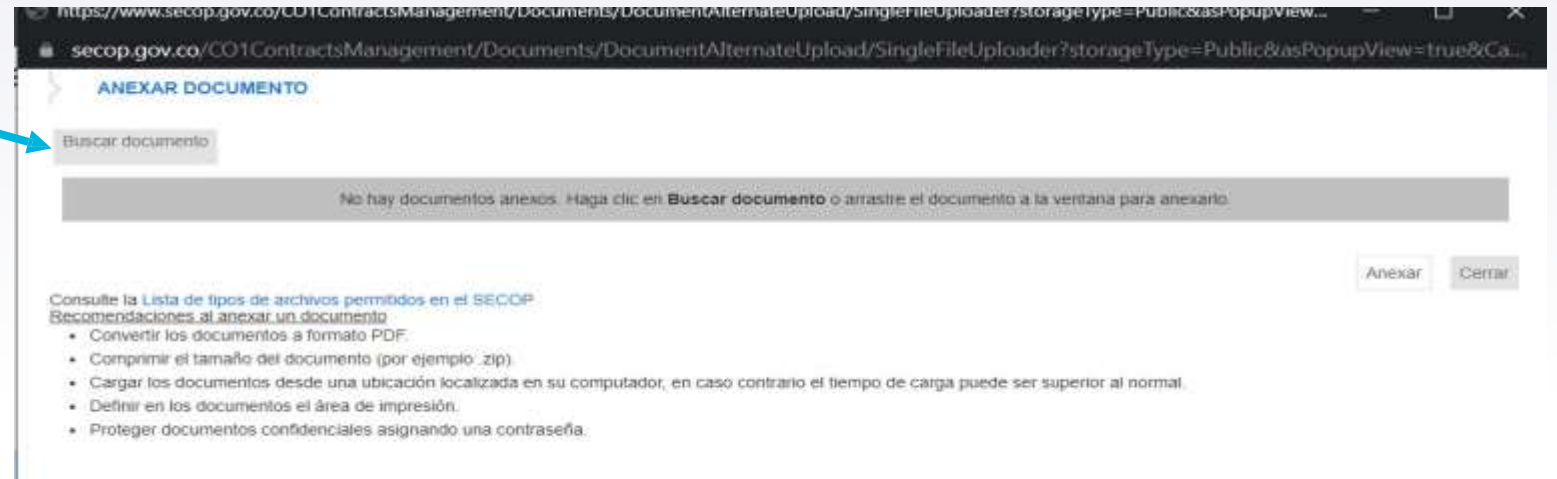 https://www.secop.gov.co/CO1ContractsManagement/Documents/DocumentAlternateUpload/SingleFileUploader?storageType=Public&asPopupView...
secop.gov.co/CO1ContractsManagement/Documents/DocumentAlternateUpload/SingleFileUploader?storageType=Public&asPopupView=true&Ca...
ANEXAR DOCUMENTO
Buscar documento
No hay documentos anexos. Haga clic en Buscar documento o arrastre el documento a la ventana para anexarlo.
Anexar Cerrar
Consulte la Lista de tipos de archivos permitidos en el SECOP
Recomendaciones al anexar un documento
• Convertir los documentos a formato PDF.
• Comprimir el tamaño del documento (por ejemplo .zip).
• Cargar los documentos desde una ubicación localizada en su computador, en caso contrario el tiempo de carga puede ser superior al normal.
• Definir en los documentos el área de impresión.
• Proteger documentos confidenciales asignando una contraseña.